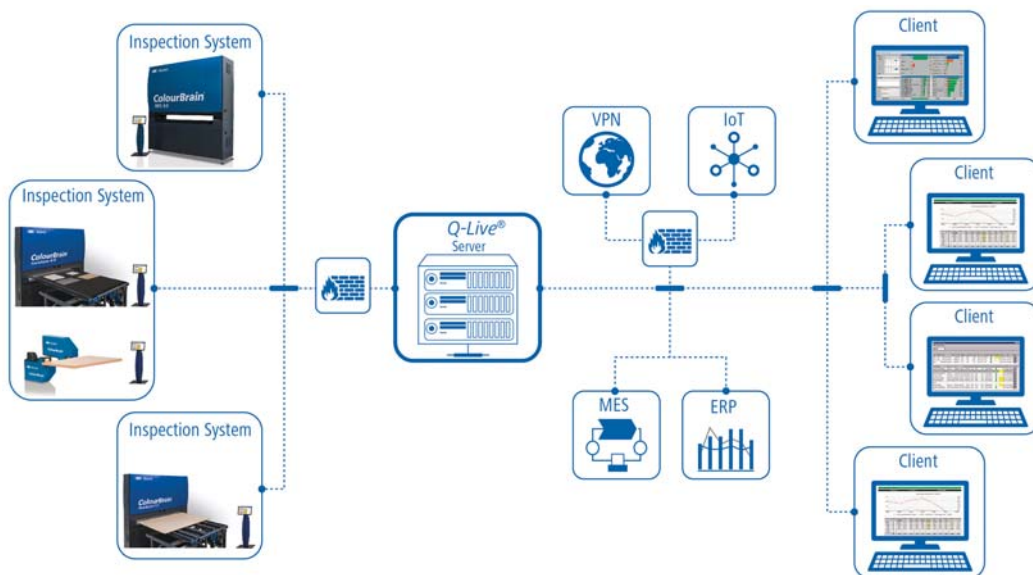 Inspection System
ColourBrain
Inspection System
ColourBrain
Inspection System
ColourBrain
Q-Live®
Server
VPN
IoT
MES
ERP
Client
Client
Client
Client